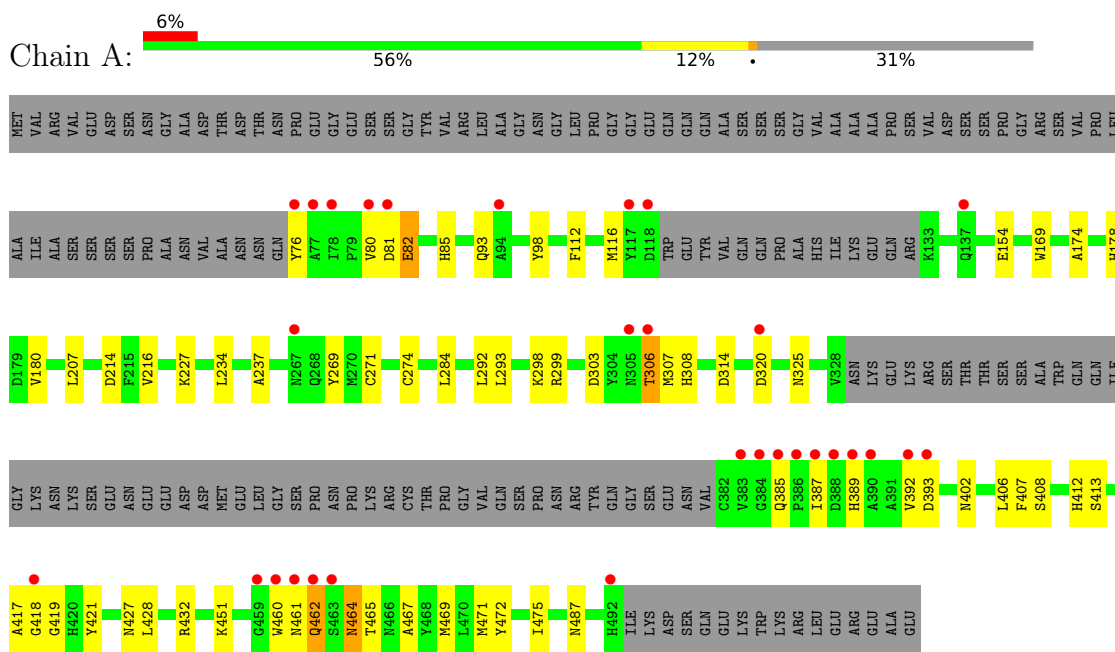 6%
Chain A:
56% 12% • 31%
MET VAL ARG VAL GLU ASP SER ASN GLY ALA ASP THR ASP THR ASN PRO GLU GLY GLU SER SER GLY TYR VAL ARG LEU ALA GLY ASN GLY LEU PRO GLY GLY GLU GLN GLN GLN ALA SER SER SER GLY VAL ALA ALA ALA PRO SER VAL ASP SER SER PRO GLY ARG SER VAL PRO LEU
ALA ILE ALA SER SER SER SER PRO ALA ASN VAL ALA ASN ASN GLN Y76 A77 I78 P79 V80 D81 E82 H85 Q93 A94 Y98 F112 M116 Y117 D118 TRP GLU TYR VAL GLN GLN PRO ALA HIS ILE LYS GLU GLN ARG K133 Q137 E154 W169 A174 H178
D179 V180 L207 D214 F215 V216 K227 L234 A237 N267 Q268 Y269 M270 C271 C274 L284 L292 L293 K298 R299 D303 Y304 N305 T306 M307 H308 D314 D320 N325 V328 ASN LYS GLU LYS ARG SER THR THR SER SER ALA TRP GLN GLN ILE
GLY LYS ASN LYS SER GLU ASN GLU GLU ASP ASP MET GLU LEU GLY SER PRO ASN PRO LYS ARG CYS THR PRO GLY VAL GLN SER PRO ASN ARG TYR GLN GLY SER GLU ASN VAL C382 V383 G384 Q385 P386 I387 D388 H389 A390 A391 V392 D393 N402 L406 F407 S408 H412 S413
A417 G418 G419 H420 Y421 N427 L428 R432 K451 G459 W460 N461 Q462 S463 N464 T465 N466 A467 Y468 M469 L470 M471 Y472 I475 N487 H492 ILE LYS ASP SER GLN GLU LYS TRP LYS ARG LEU GLU ARG GLU ALA GLU